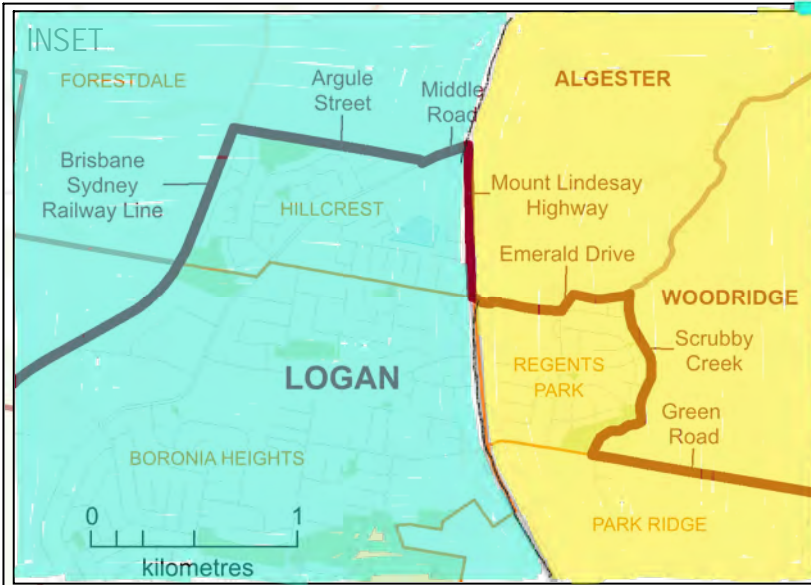 INSET
FORESTDALE
Argule
Street
Middle
Road
ALGESTER
Brisbane
Sydney
Railway Line
HILLCREST
Mount Lindesay
Highway
Emerald Drive
WOODRIDGE
LOGAN
REGENTS
PARK
Scrubby
Creek
Green
Road
BORONIA HEIGHTS
PARK RIDGE
0 1
kilometres